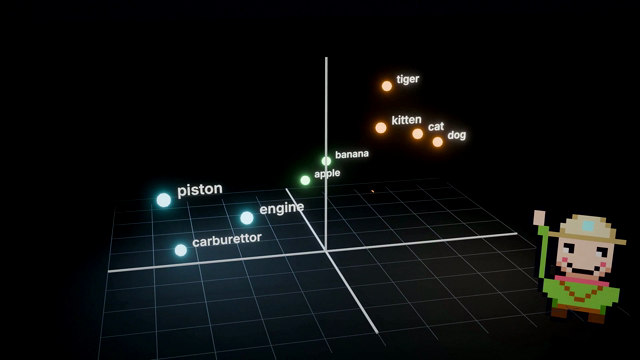 tiger
kitten
cat
dog
banana
apple
piston
engine
carburettor